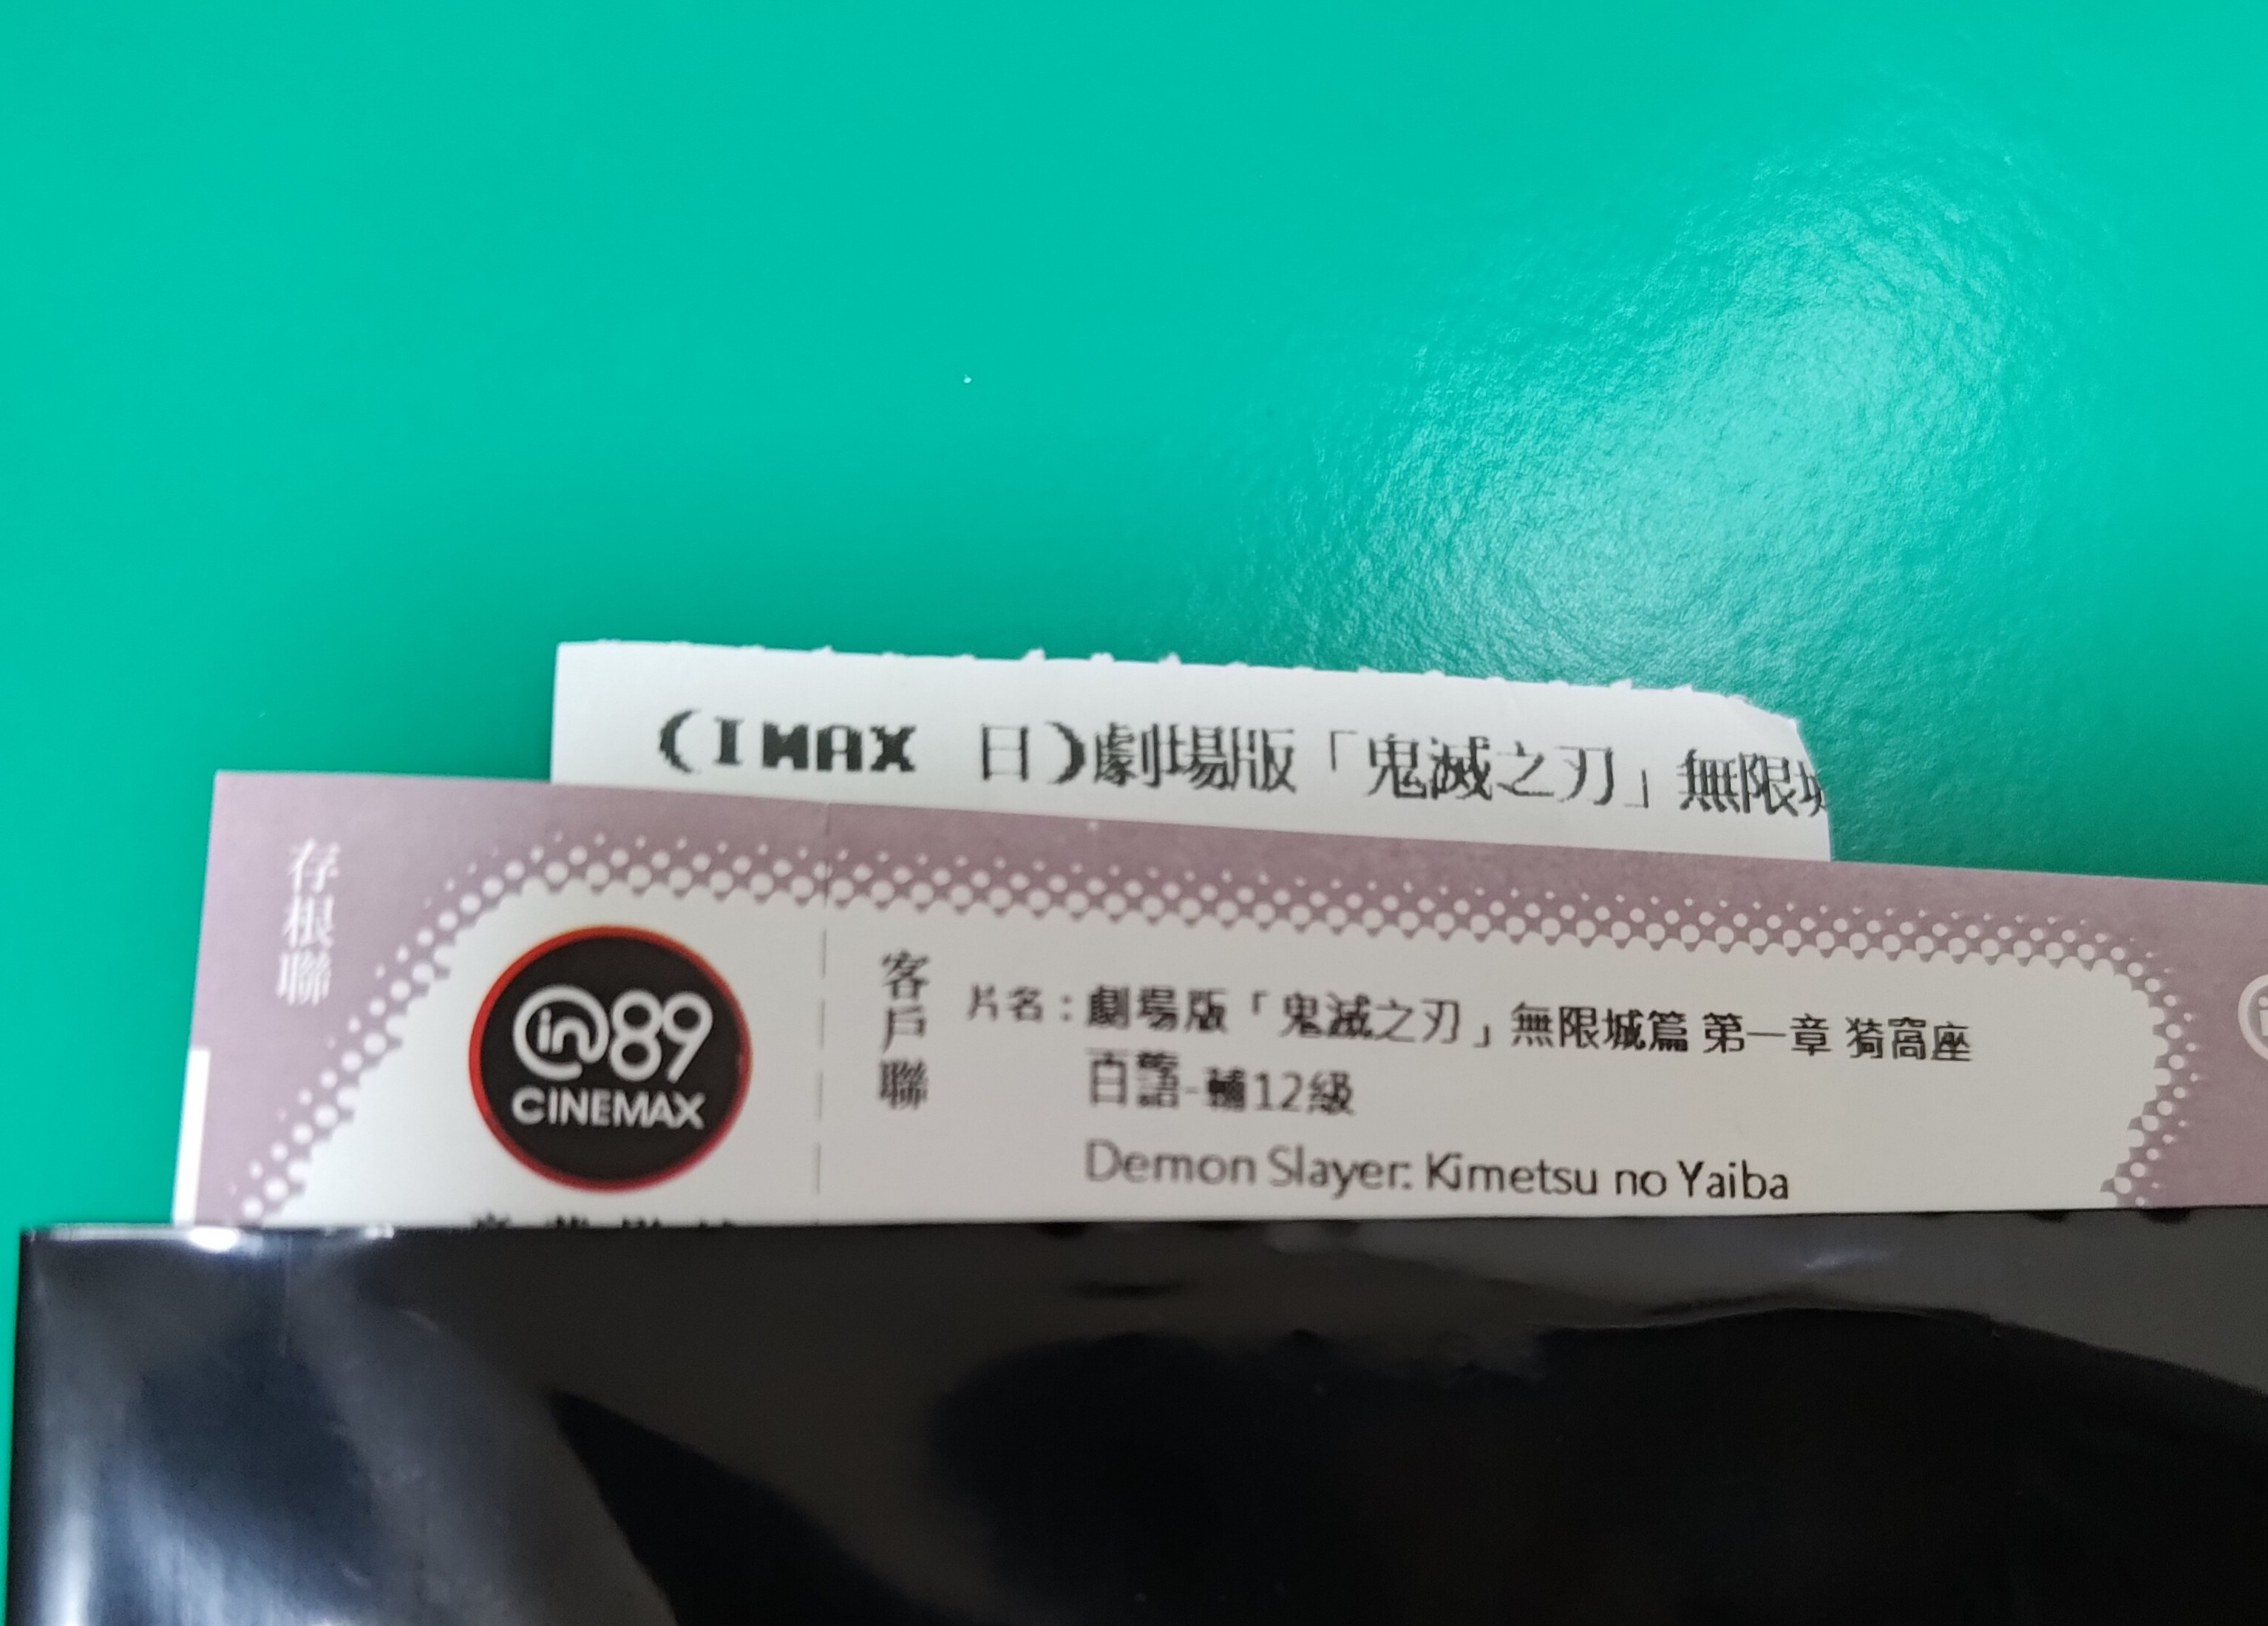 (IMAX 日)劇場版「鬼滅之刃」無限
存根聯
in89
CINEMAX
客戶聯
片名：劇場版「鬼滅之刃」無限城篇 第一章 猗窩座
日語-輔12級
Demon Slayer: Kimetsu no Yaiba